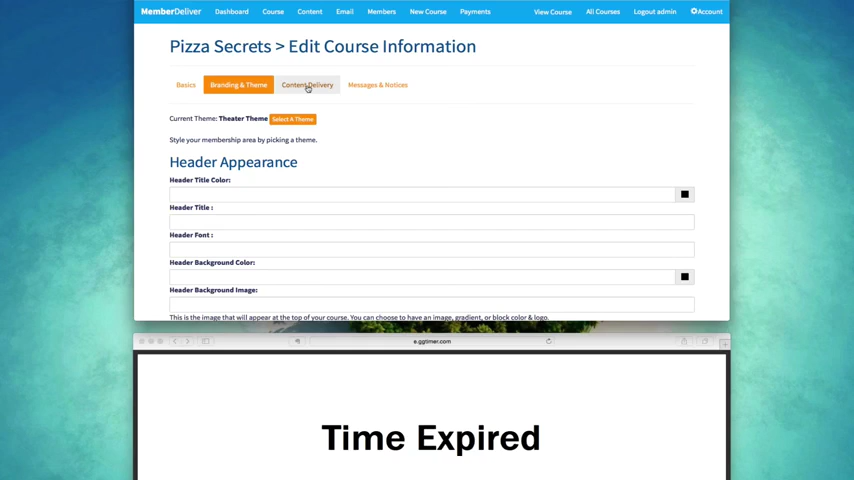 MemberDeliver Dashboard Course Content Email Members New Course Payments View Course All Courses Logout admin Account
Pizza Secrets > Edit Course Information
Basics Branding & Theme Content Delivery Messages & Notices
Current Theme: Theater Theme Select A Theme
Style your membership area by picking a theme.
Header Appearance
Header Title Color:
Header Title :
Header Font :
Header Background Color:
Header Background Image:
This is the image that will appear at the top of your course. You can choose to have an image, gradient, or block color & logo.
e.ggtimer.com
Time Expired